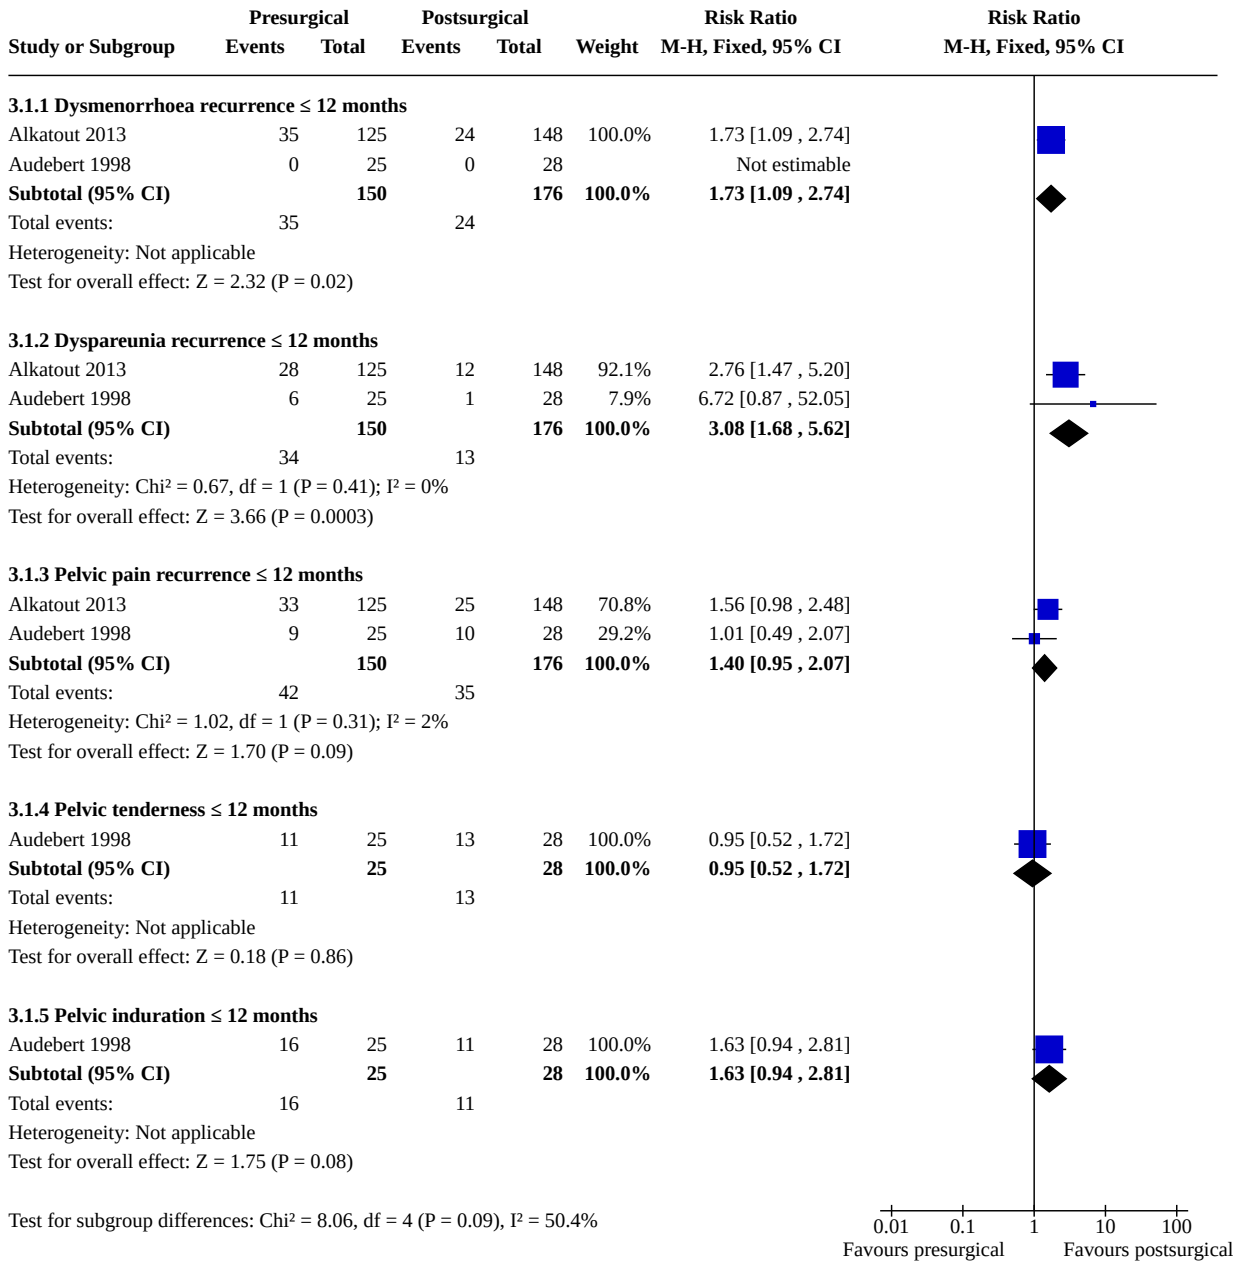 Presurgical Postsurgical Risk Ratio Risk Ratio
Study or Subgroup Events Total Events Total Weight M-H, Fixed, 95% CI M-H, Fixed, 95% CI
3.1.1 Dysmenorrhoea recurrence ≤ 12 months
Alkatout 2013 35 125 24 148 100.0% 1.73 [1.09 , 2.74]
Audebert 1998 0 25 0 28 Not estimable
Subtotal (95% CI) 150 176 100.0% 1.73 [1.09 , 2.74]
Total events: 35 24
Heterogeneity: Not applicable
Test for overall effect: Z = 2.32 (P = 0.02)
3.1.2 Dyspareunia recurrence ≤ 12 months
Alkatout 2013 28 125 12 148 92.1% 2.76 [1.47 , 5.20]
Audebert 1998 6 25 1 28 7.9% 6.72 [0.87 , 52.05]
Subtotal (95% CI) 150 176 100.0% 3.08 [1.68 , 5.62]
Total events: 34 13
Heterogeneity: Chi² = 0.67, df = 1 (P = 0.41); I² = 0%
Test for overall effect: Z = 3.66 (P = 0.0003)
3.1.3 Pelvic pain recurrence ≤ 12 months
Alkatout 2013 33 125 25 148 70.8% 1.56 [0.98 , 2.48]
Audebert 1998 9 25 10 28 29.2% 1.01 [0.49 , 2.07]
Subtotal (95% CI) 150 176 100.0% 1.40 [0.95 , 2.07]
Total events: 42 35
Heterogeneity: Chi² = 1.02, df = 1 (P = 0.31); I² = 2%
Test for overall effect: Z = 1.70 (P = 0.09)
3.1.4 Pelvic tenderness ≤ 12 months
Audebert 1998 11 25 13 28 100.0% 0.95 [0.52 , 1.72]
Subtotal (95% CI) 25 28 100.0% 0.95 [0.52 , 1.72]
Total events: 11 13
Heterogeneity: Not applicable
Test for overall effect: Z = 0.18 (P = 0.86)
3.1.5 Pelvic induration ≤ 12 months
Audebert 1998 16 25 11 28 100.0% 1.63 [0.94 , 2.81]
Subtotal (95% CI) 25 28 100.0% 1.63 [0.94 , 2.81]
Total events: 16 11
Heterogeneity: Not applicable
Test for overall effect: Z = 1.75 (P = 0.08)
Test for subgroup differences: Chi² = 8.06, df = 4 (P = 0.09), I² = 50.4%
0.01 0.1 1 10 100
Favours presurgical Favours postsurgical